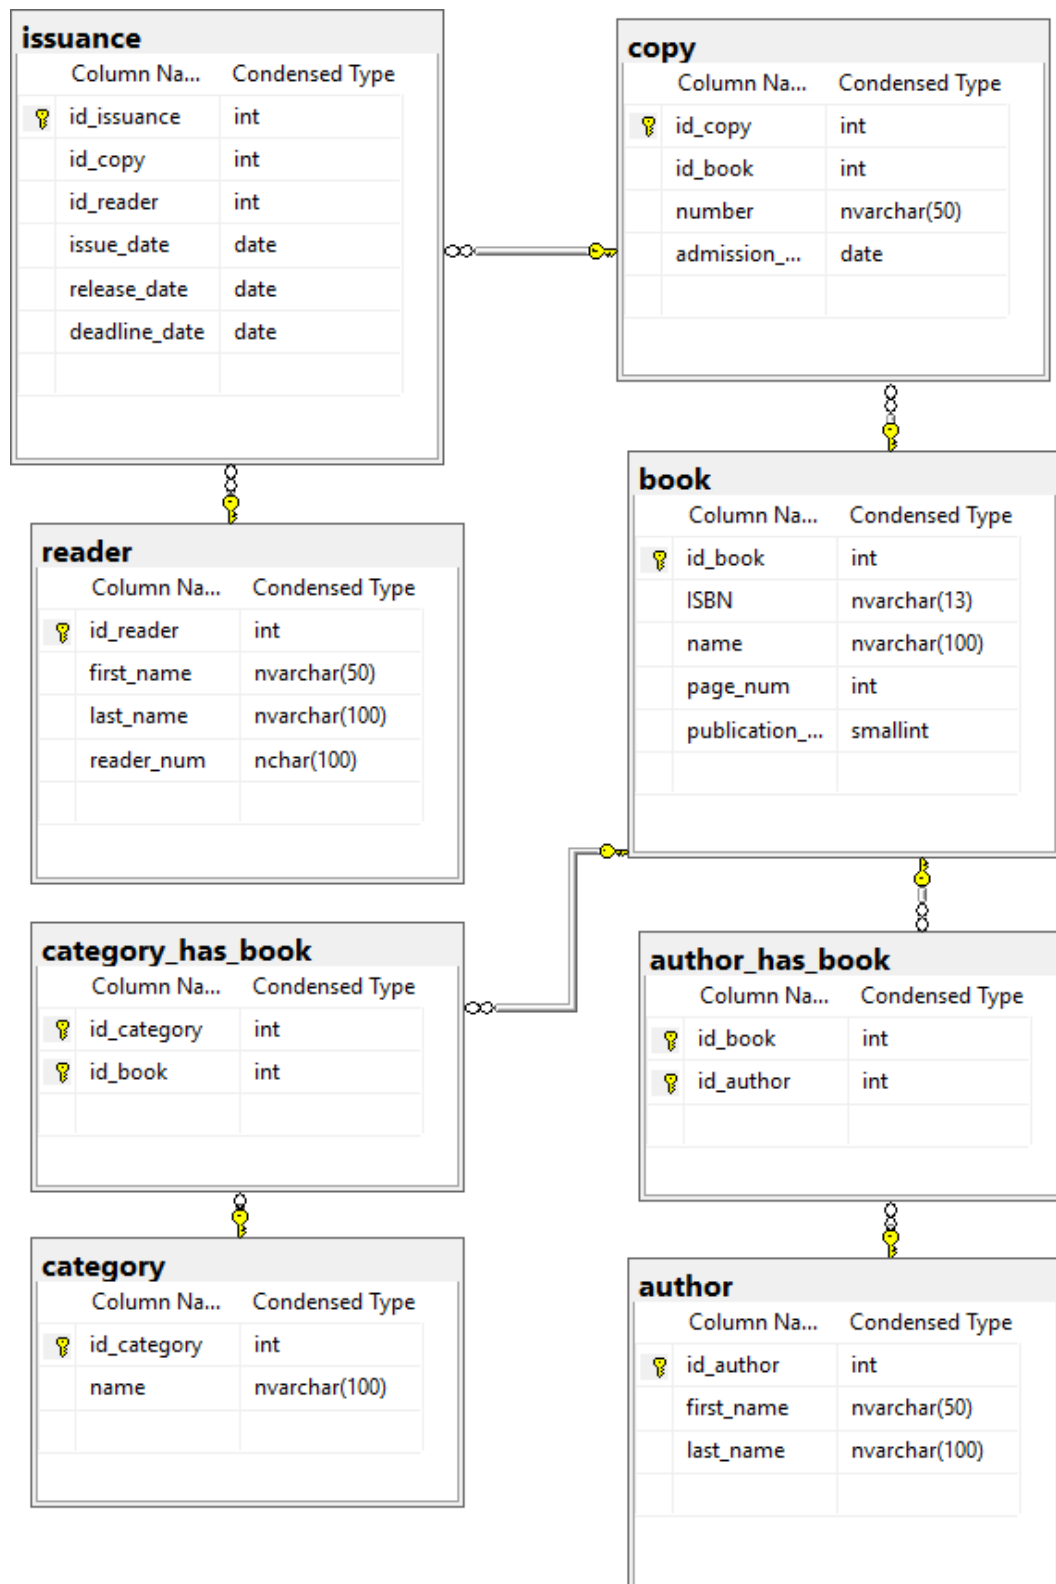 issuance
Column Na... Condensed Type
id_issuance int
id_copy int
id_reader int
issue_date date
release_date date
deadline_date date
copy
Column Na... Condensed Type
id_copy int
id_book int
number nvarchar(50)
admission_... date
reader
Column Na... Condensed Type
id_reader int
first_name nvarchar(50)
last_name nvarchar(100)
reader_num nchar(100)
book
Column Na... Condensed Type
id_book int
ISBN nvarchar(13)
name nvarchar(100)
page_num int
publication_... smallint
category_has_book
Column Na... Condensed Type
id_category int
id_book int
author_has_book
Column Na... Condensed Type
id_book int
id_author int
category
Column Na... Condensed Type
id_category int
name nvarchar(100)
author
Column Na... Condensed Type
id_author int
first_name nvarchar(50)
last_name nvarchar(100)